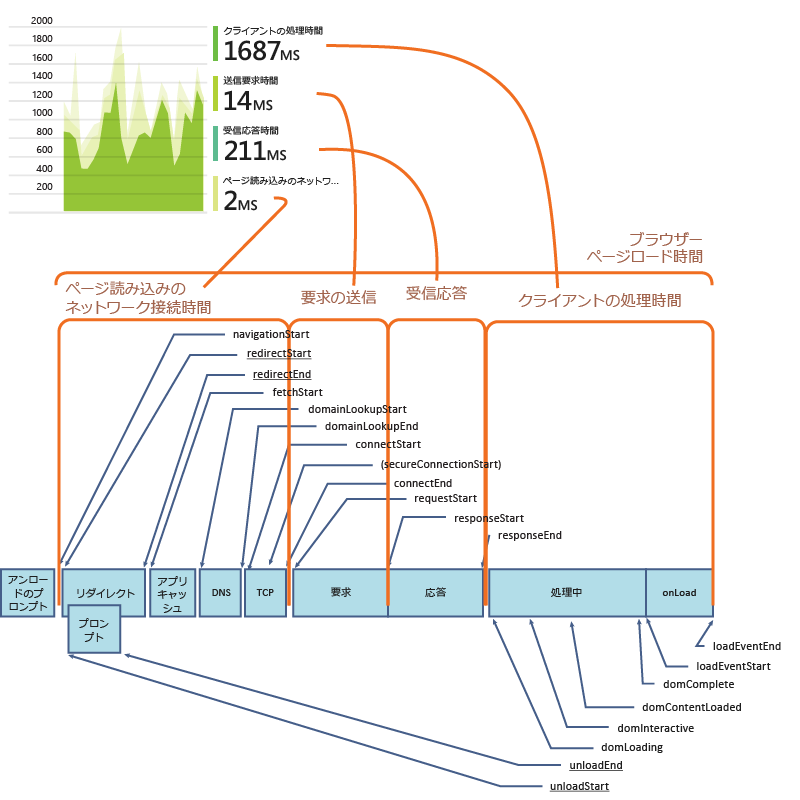 2000
1800
1600
1400
1200
1000
800
600
400
200
クライアントの処理時間
1687MS
送信要求時間
14MS
受信応答時間
211MS
ページ読み込みのネットワ...
2MS
ブラウザー
ページロード時間
ページ読み込みの
ネットワーク接続時間
要求の送信
受信応答
クライアントの処理時間
navigationStart
redirectStart
redirectEnd
fetchStart
domainLookupStart
domainLookupEnd
connectStart
(secureConnectionStart)
connectEnd
requestStart
responseStart
responseEnd
アンロー
ドのプ
ロンプト
リダイレクト
アプリ
キャッ
シュ
DNS
TCP
要求
応答
処理中
onLoad
プロン
プト
loadEventEnd
loadEventStart
domComplete
domContentLoaded
domInteractive
domLoading
unloadEnd
unloadStart